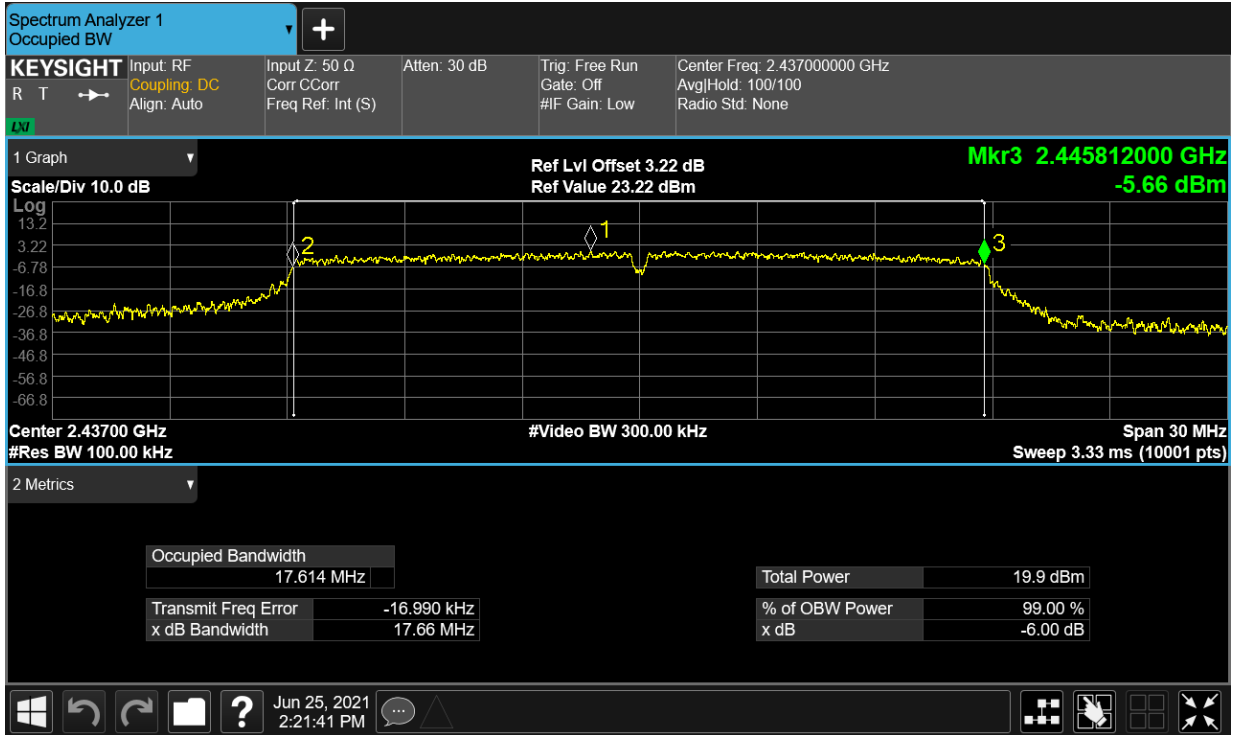 Spectrum Analyzer 1
Occupied BW
KEYSIGHT
R T
LXI
Input: RF
Coupling: DC
Align: Auto
Input Z: 50 Ω
Corr CCorr
Freq Ref: Int (S)
Atten: 30 dB
Trig: Free Run
Gate: Off
#IF Gain: Low
Center Freq: 2.437000000 GHz
Avg|Hold: 100/100
Radio Std: None
1 Graph
Scale/Div 10.0 dB
Ref Lvl Offset 3.22 dB
Ref Value 23.22 dBm
Mkr3 2.445812000 GHz
-5.66 dBm
Log
13.2
3.22
-6.78
-16.8
-26.8
-36.8
-46.8
-56.8
-66.8
1
2
3
Center 2.43700 GHz
#Res BW 100.00 kHz
#Video BW 300.00 kHz
Span 30 MHz
Sweep 3.33 ms (10001 pts)
2 Metrics
Occupied Bandwidth
17.614 MHz
Transmit Freq Error -16.990 kHz
x dB Bandwidth 17.66 MHz
Total Power 19.9 dBm
% of OBW Power 99.00 %
x dB -6.00 dB
?
Jun 25, 2021
2:21:41 PM